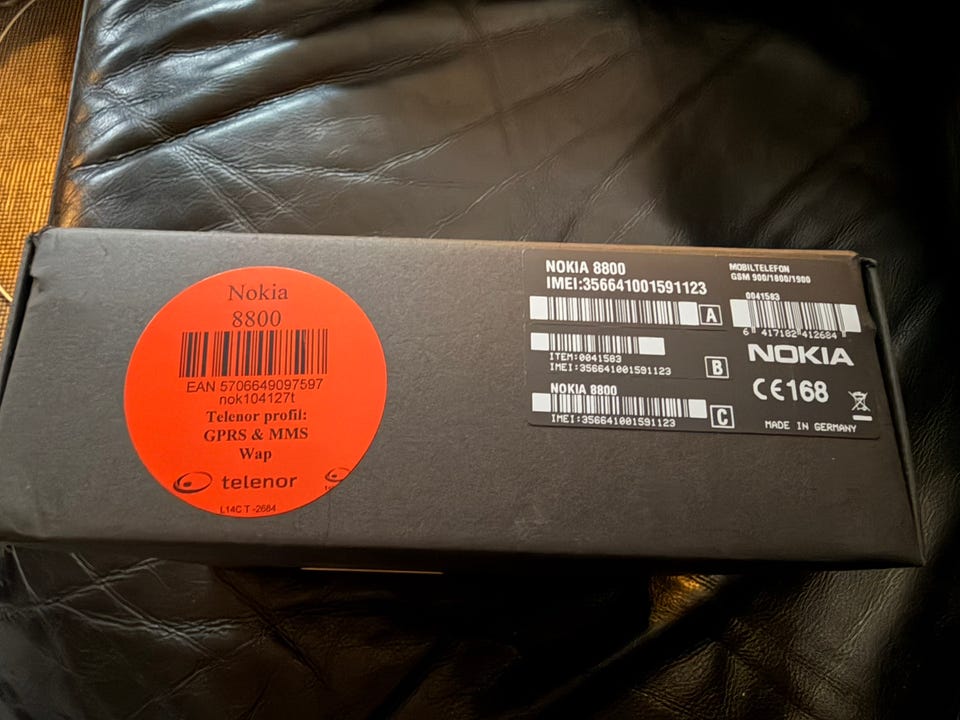 Nokia
8800
EAN 5706649097597
nok104127t
Telenor profil:
GPRS & MMS
Wap
telenor
L14C T -2684
NOKIA 8800
IMEI:356641001591123
A
ITEM:0041583
IMEI:356641001591123
B
NOKIA 8800
IMEI:356641001591123
C
MOBILTELEFON
GSM 900/1800/1900
0041583
6 417182 412684
NOKIA
CE168
MADE IN GERMANY